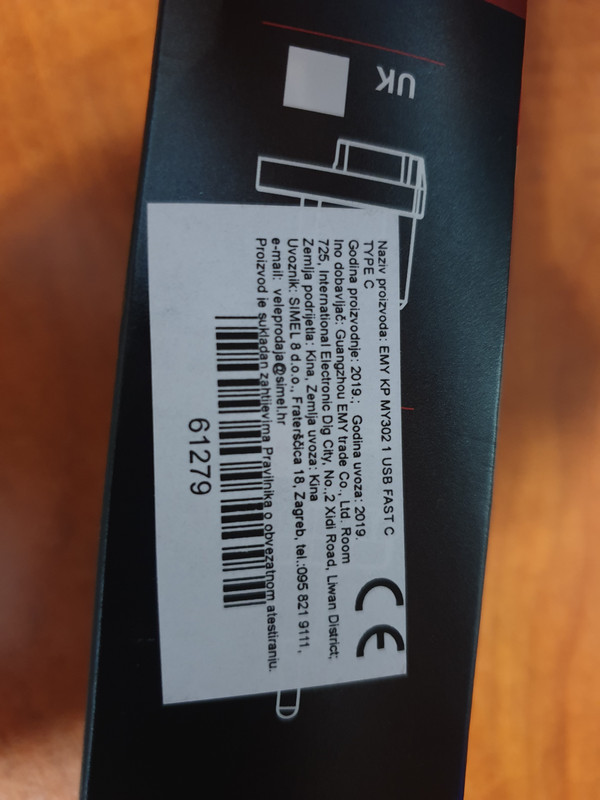 UK
Naziv proizvoda: EMY KP MY302 1 USB FAST C
TYPE C
Godina proizvodnje: 2019.; Godina uvoza: 2019.
Ino dobavljač: Guangzhou EMY trade Co., Ltd. Room
725, International Electronic Dig City, No.,2 Xidi Road, Liwan District;
Zemlja podrijetla: Kina, Zemlja uvoza: Kina
Uvoznik: SIMEL 8 d.o.o., Fraterščica 18, Zagreb, tel.:095 821 9111,
e-mail: veleprodaja@simel.hr
Proizvod je sukladan zahtijevima Pravilnika o obvezatnom atestiranju.
CE
61279